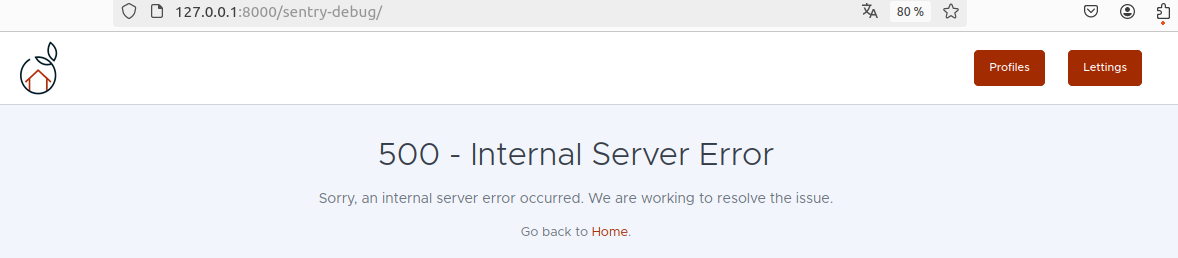 127.0.0.1:8000/sentry-debug/
80 %
Profiles
Lettings
500 - Internal Server Error
Sorry, an internal server error occurred. We are working to resolve the issue.
Go back to Home.